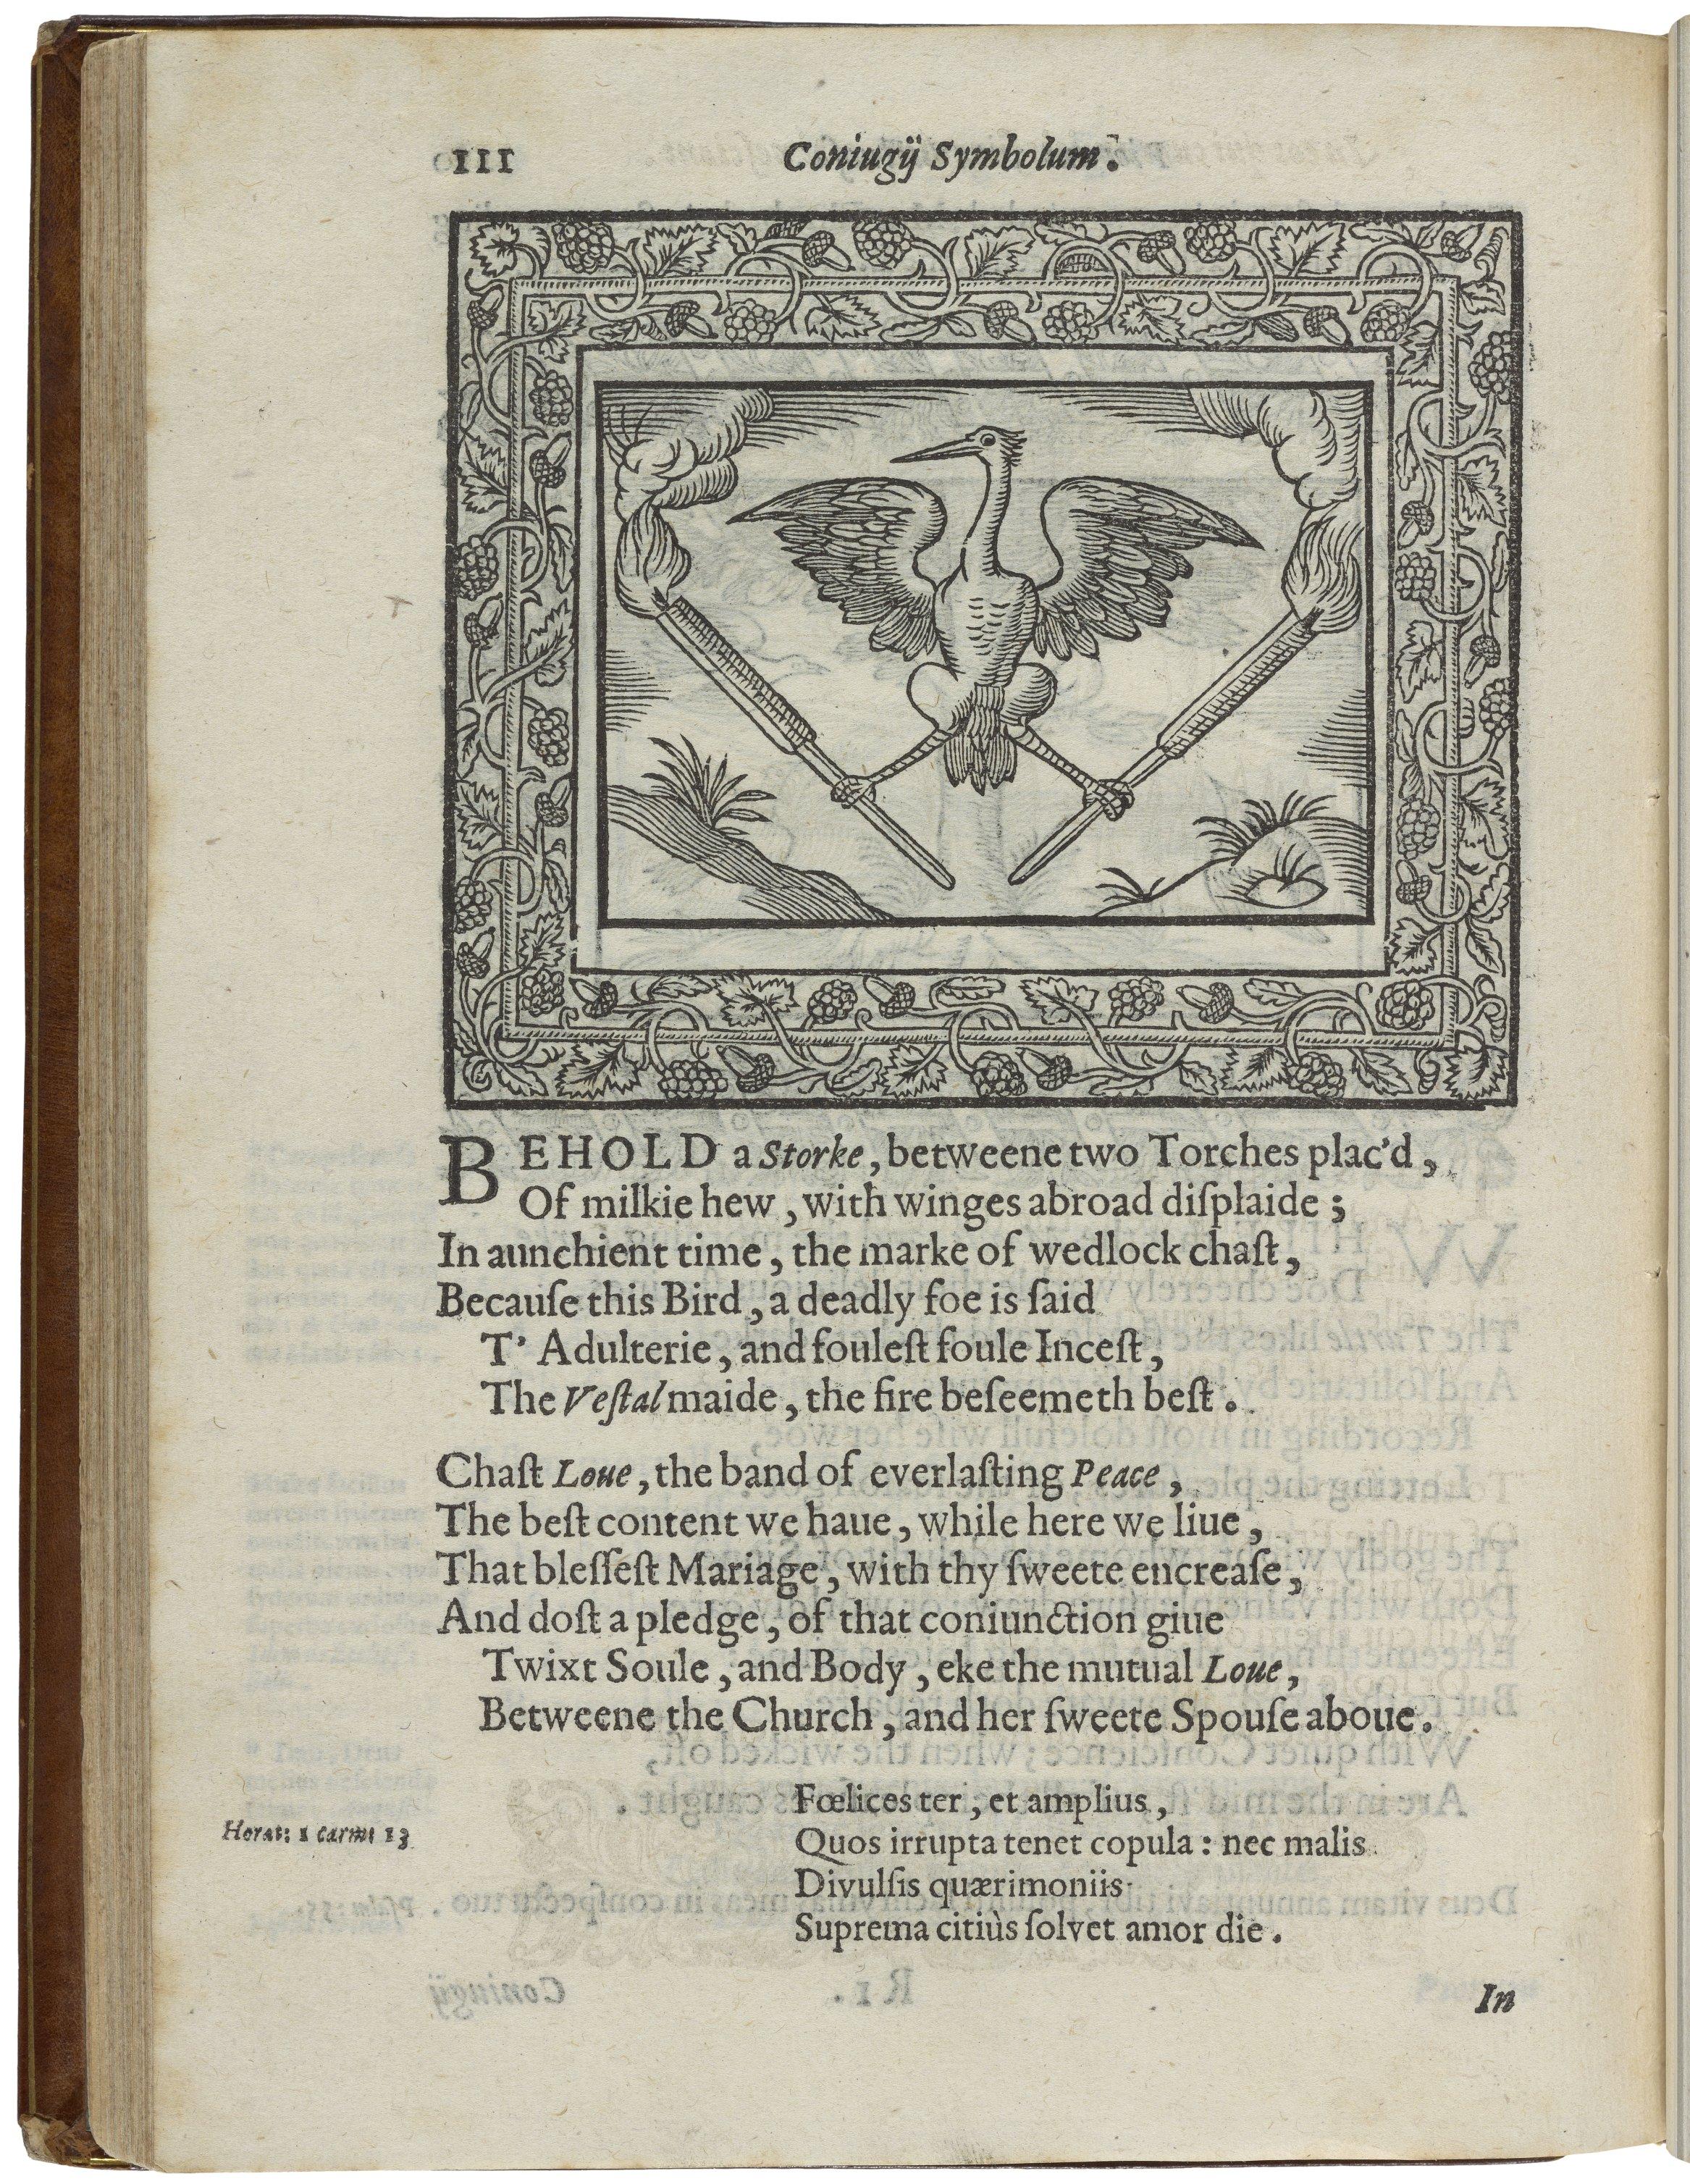 111
Coniugij Symbolum.
BEHOLD a Storke, betweene two Torches plac'd,
Of milkie hew, with winges abroad diſplaide;
In aunchient time, the marke of wedlock chaſt,
Becauſe this Bird, a deadly foe is ſaid
T' Adulterie, and fouleſt foule Inceſt,
The Veſtal maide, the fire beſeemeth beſt.
Chaſt Loue, the band of everlaſting Peace,
The beſt content we haue, while here we liue,
That bleſſeſt Mariage, with thy ſweete encreaſe,
And doſt a pledge, of that coniunction giue
Twixt Soule, and Body, eke the mutual Loue,
Betweene the Church, and her ſweete Spouſe aboue.
Fœlices ter, et amplius,
Horat: 1 carm: 13
Quos irrupta tenet copula: nec malis
Divulſis quærimoniis
Suprema citiùs ſolvet amor die.
In